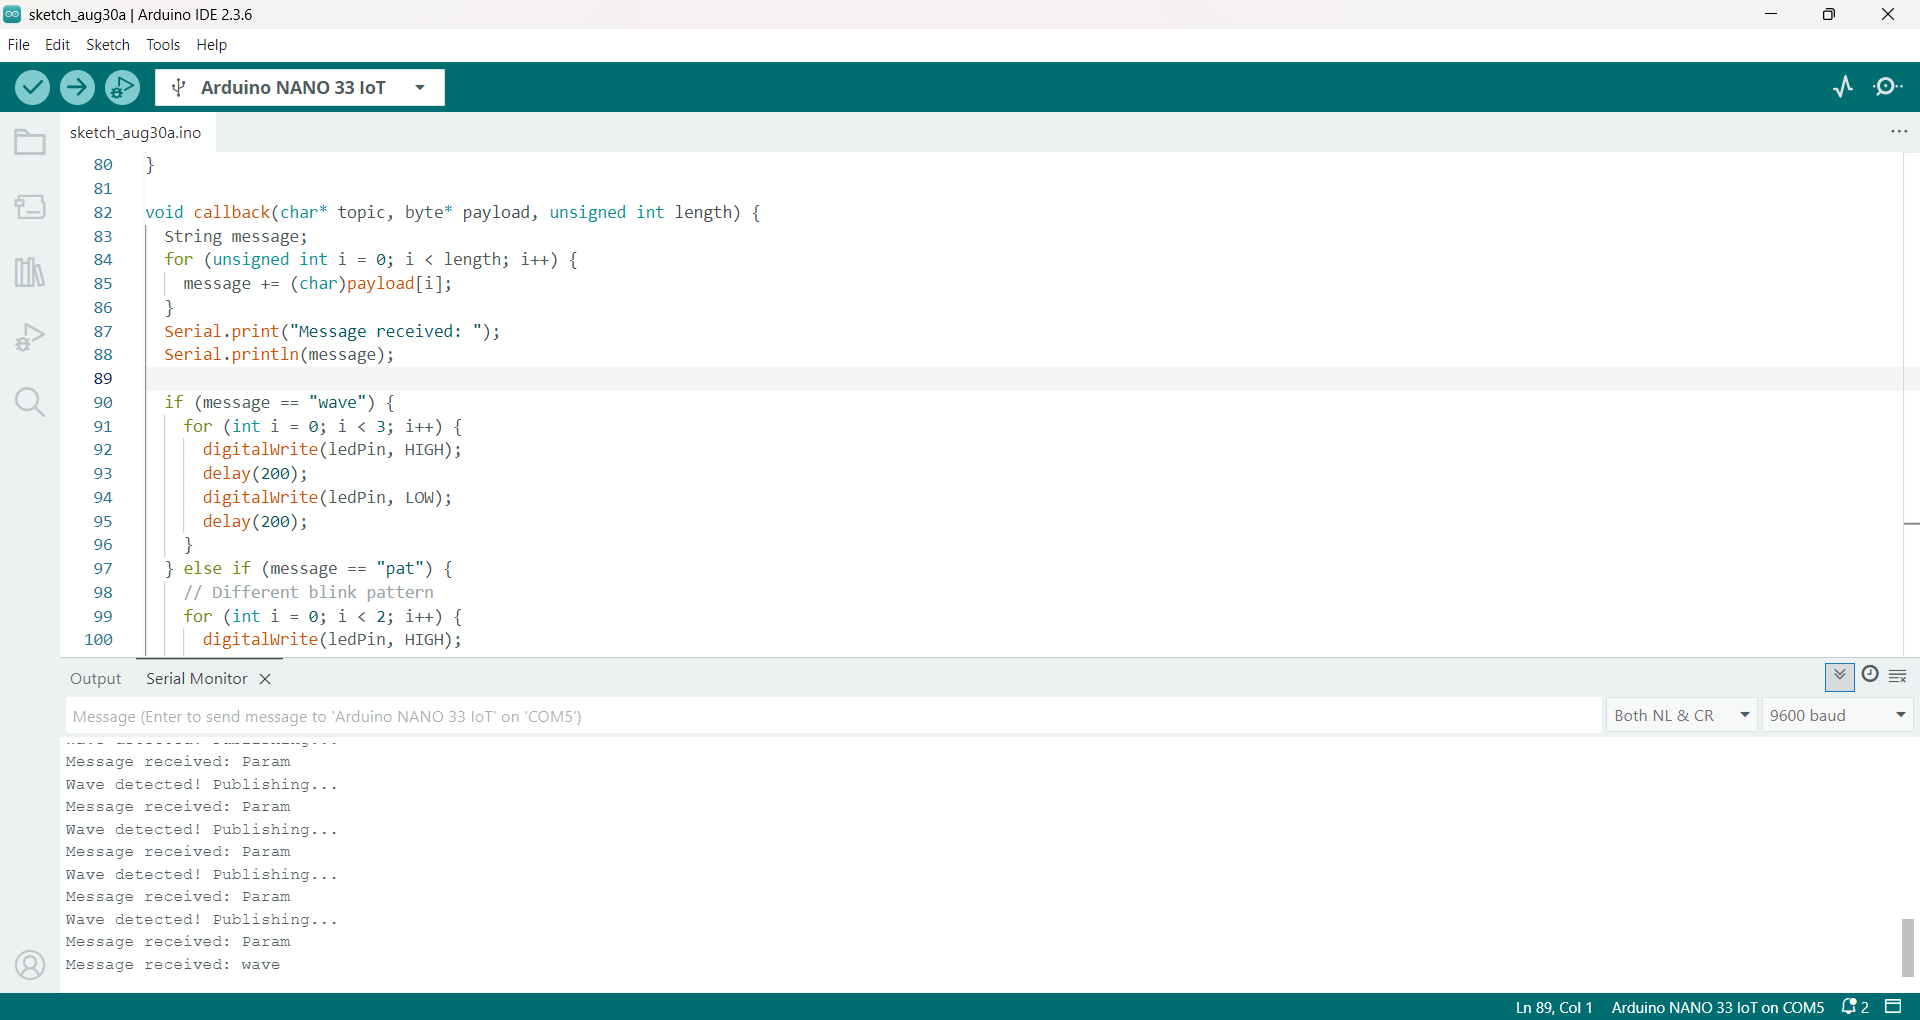 sketch_aug30a | Arduino IDE 2.3.6
File Edit Sketch Tools Help
Arduino NANO 33 IoT
sketch_aug30a.ino
80 }
81
82 void callback(char* topic, byte* payload, unsigned int length) {
83 String message;
84 for (unsigned int i = 0; i < length; i++) {
85 message += (char)payload[i];
86 }
87 Serial.print("Message received: ");
88 Serial.println(message);
89
90 if (message == "wave") {
91 for (int i = 0; i < 3; i++) {
92 digitalWrite(ledPin, HIGH);
93 delay(200);
94 digitalWrite(ledPin, LOW);
95 delay(200);
96 }
97 } else if (message == "pat") {
98 // Different blink pattern
99 for (int i = 0; i < 2; i++) {
100 digitalWrite(ledPin, HIGH);
Output Serial Monitor
Message (Enter to send message to 'Arduino NANO 33 IoT' on 'COM5') Both NL & CR 9600 baud
Message received: Param
Wave detected! Publishing...
Message received: Param
Wave detected! Publishing...
Message received: Param
Wave detected! Publishing...
Message received: Param
Wave detected! Publishing...
Message received: Param
Message received: wave
Ln 89, Col 1 Arduino NANO 33 IoT on COM5 2